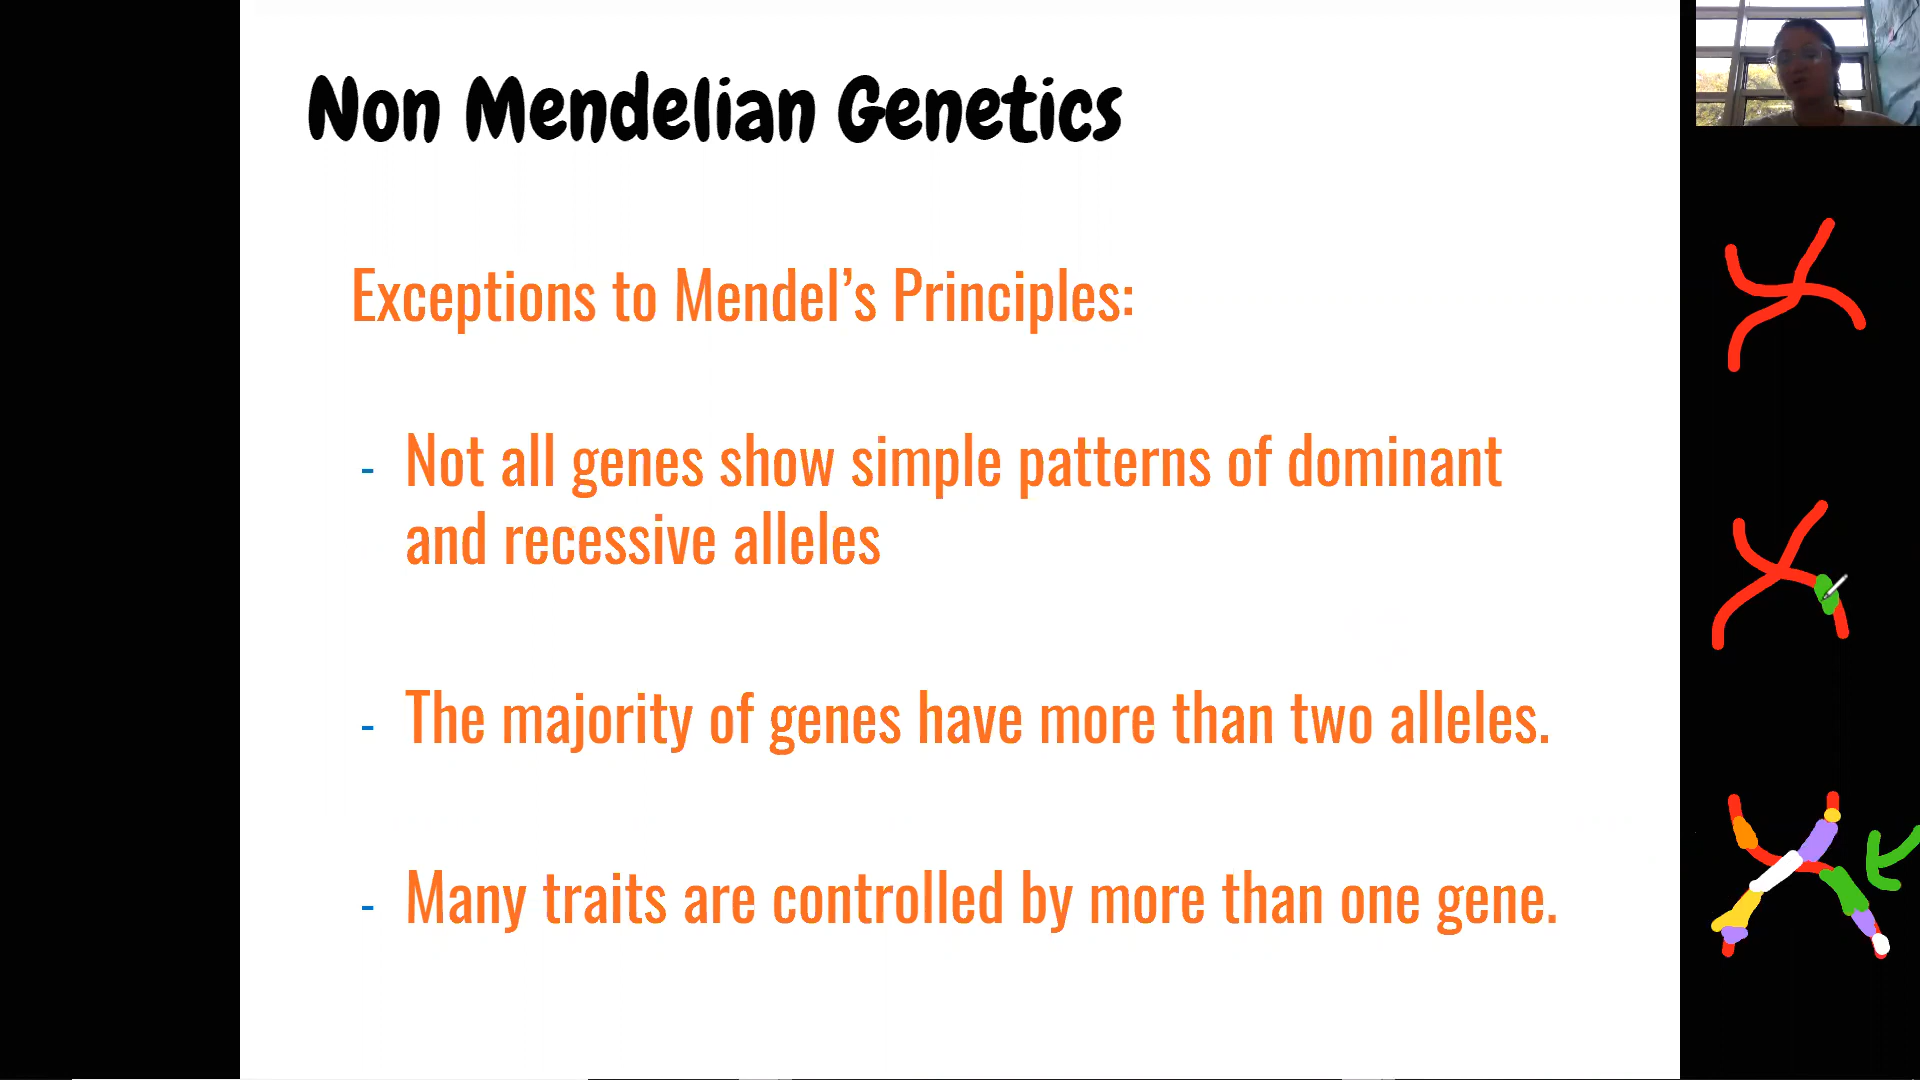 Non Mendelian Genetics
Exceptions to Mendel’s Principles:
- Not all genes show simple patterns of dominant
and recessive alleles
- The majority of genes have more than two alleles.
- Many traits are controlled by more than one gene.